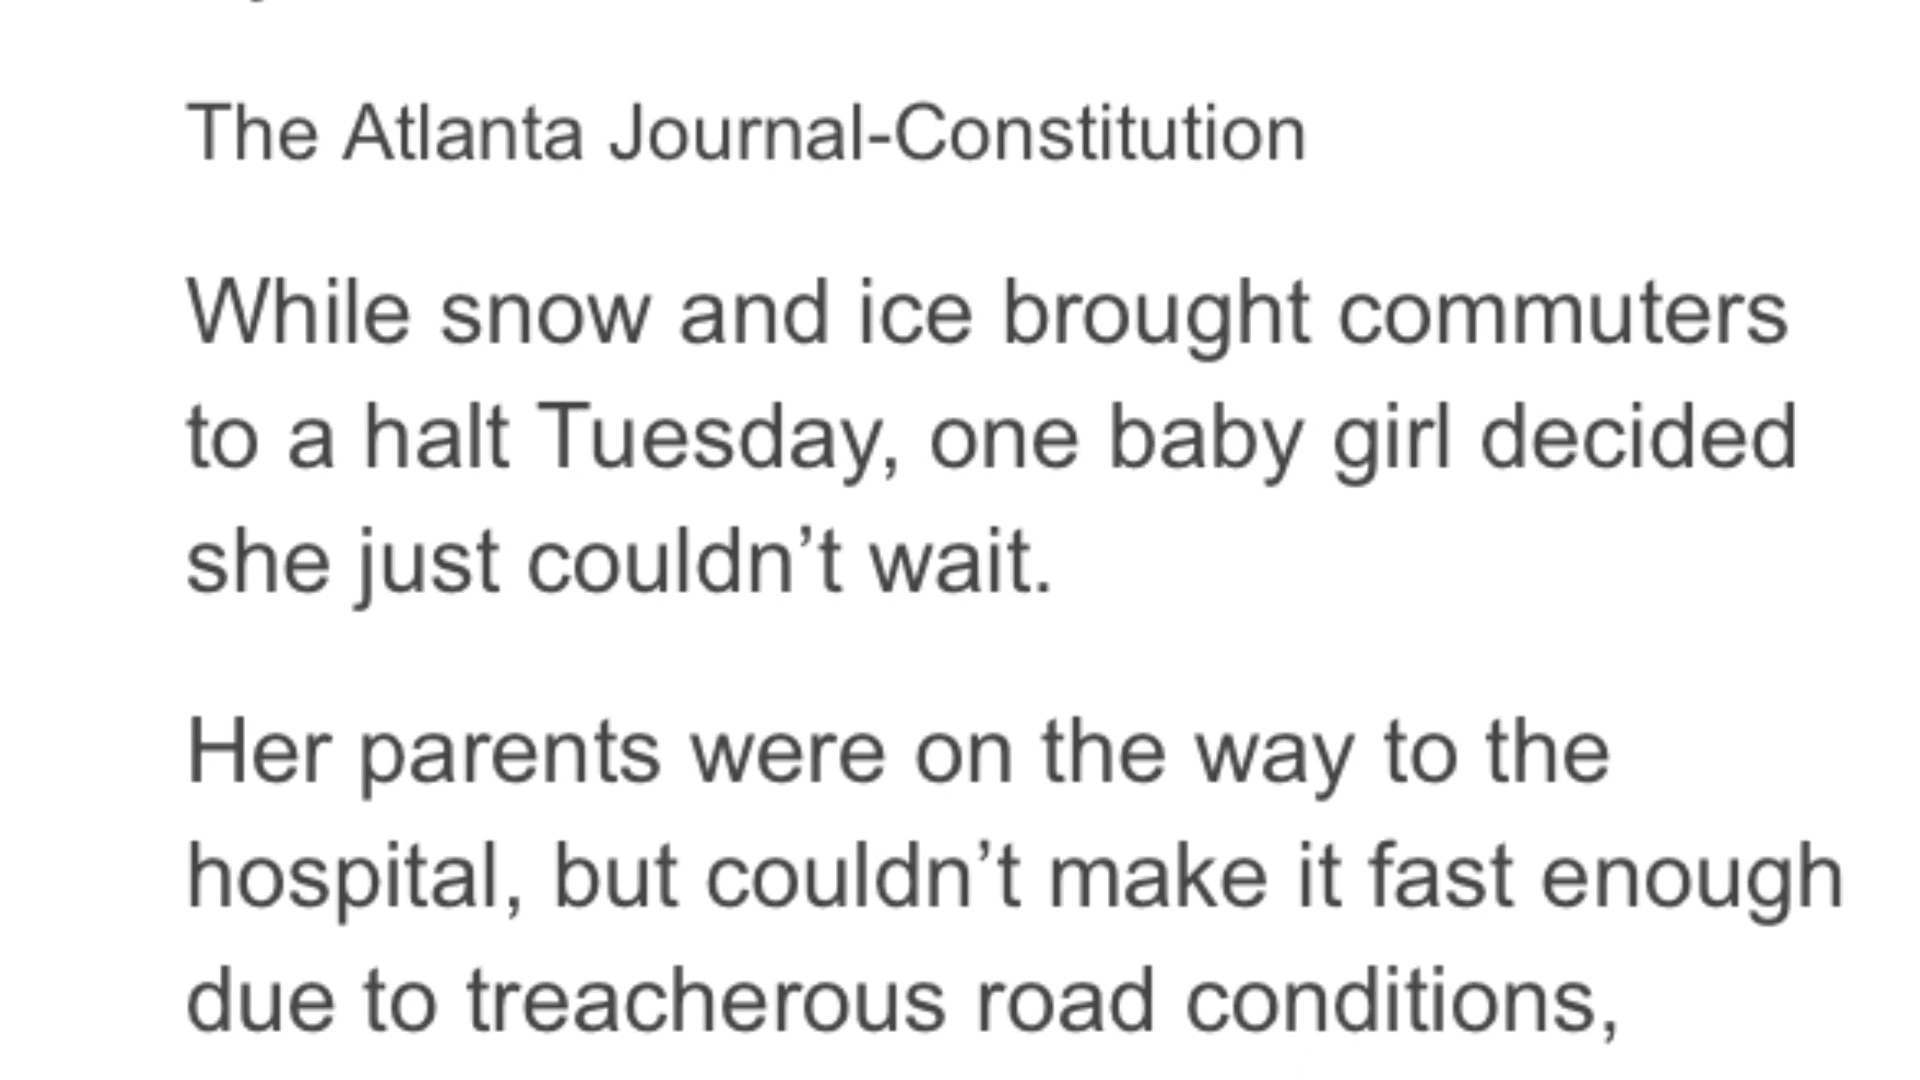 The Atlanta Journal-Constitution
While snow and ice brought commuters
to a halt Tuesday, one baby girl decided
she just couldn’t wait.
Her parents were on the way to the
hospital, but couldn’t make it fast enough
due to treacherous road conditions,